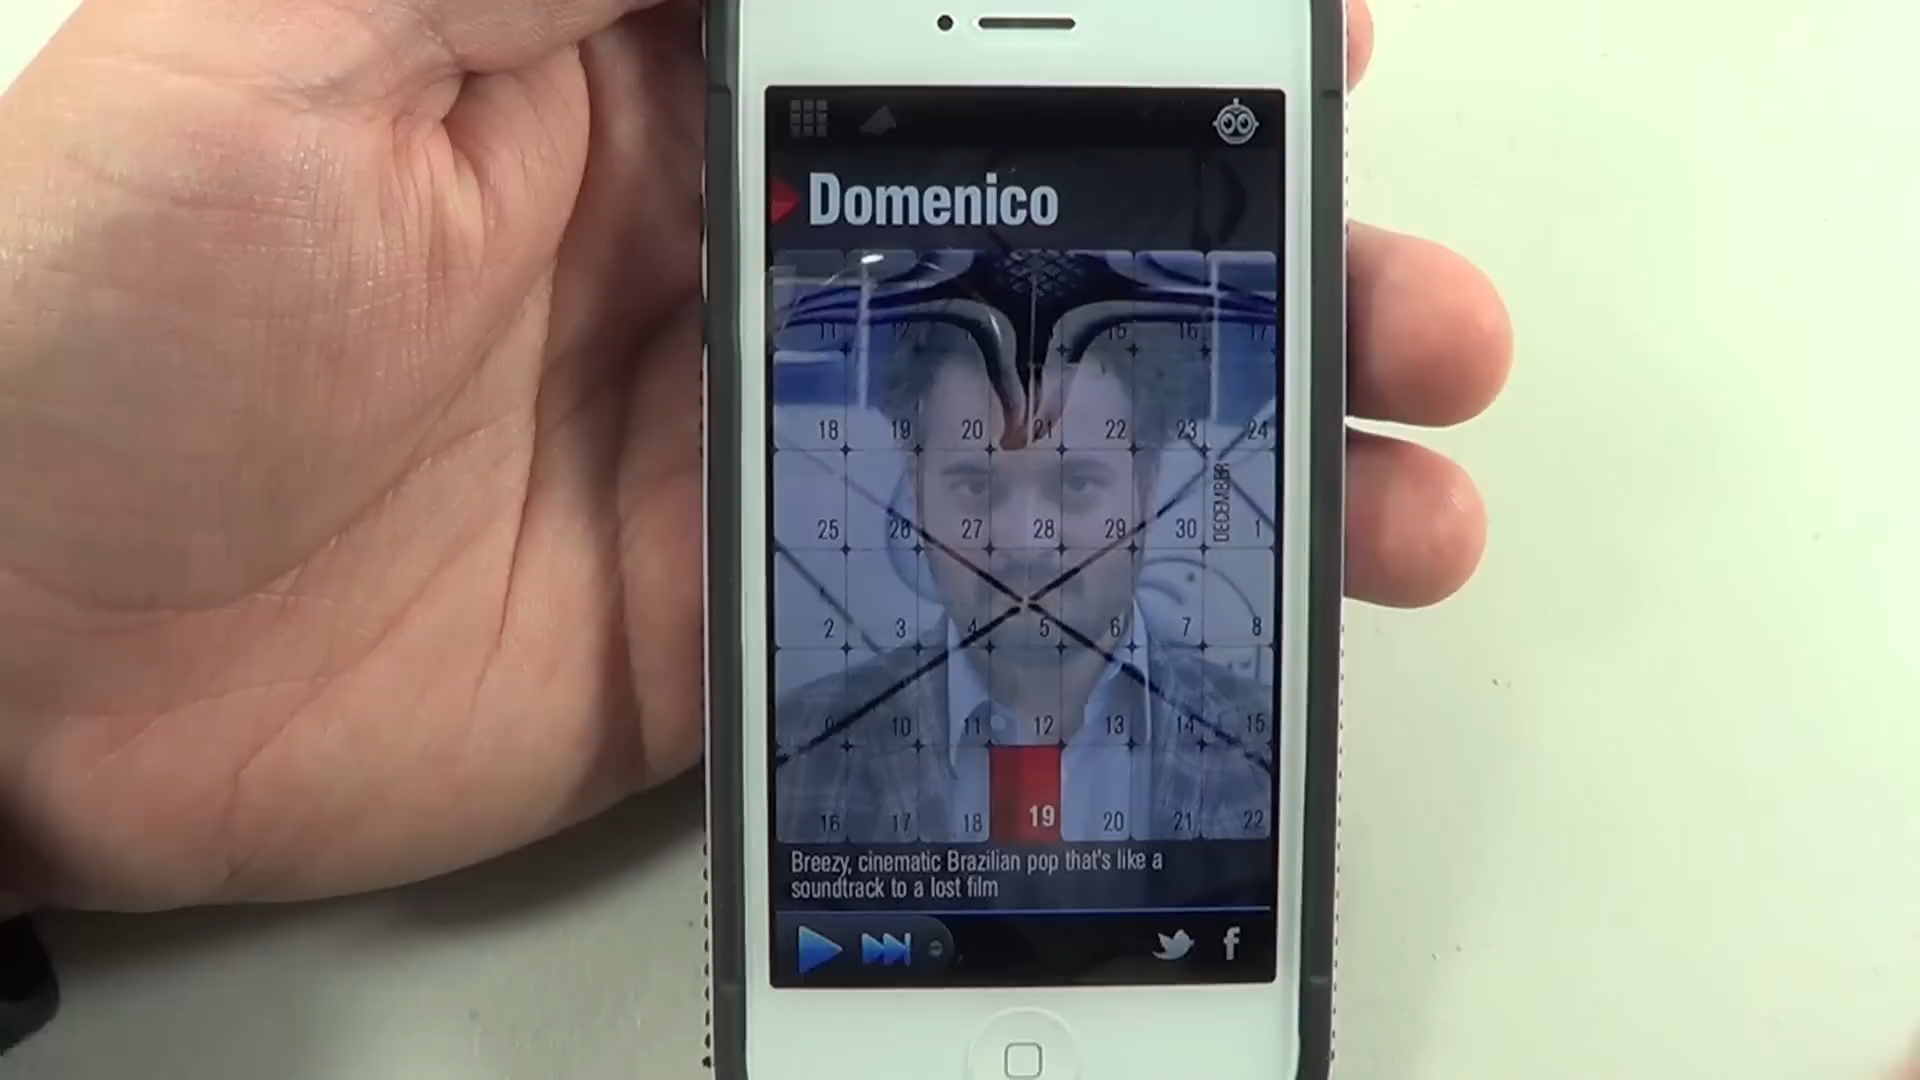 Domenico
11 12 15 16 17
18 19 20 21 22 23 24
DECEMBER
25 26 27 28 29 30 1
2 3 4 5 6 7 8
9 10 11 12 13 14 15
16 17 18 19 20 21 22
Breezy, cinematic Brazilian pop that's like a
soundtrack to a lost film
f